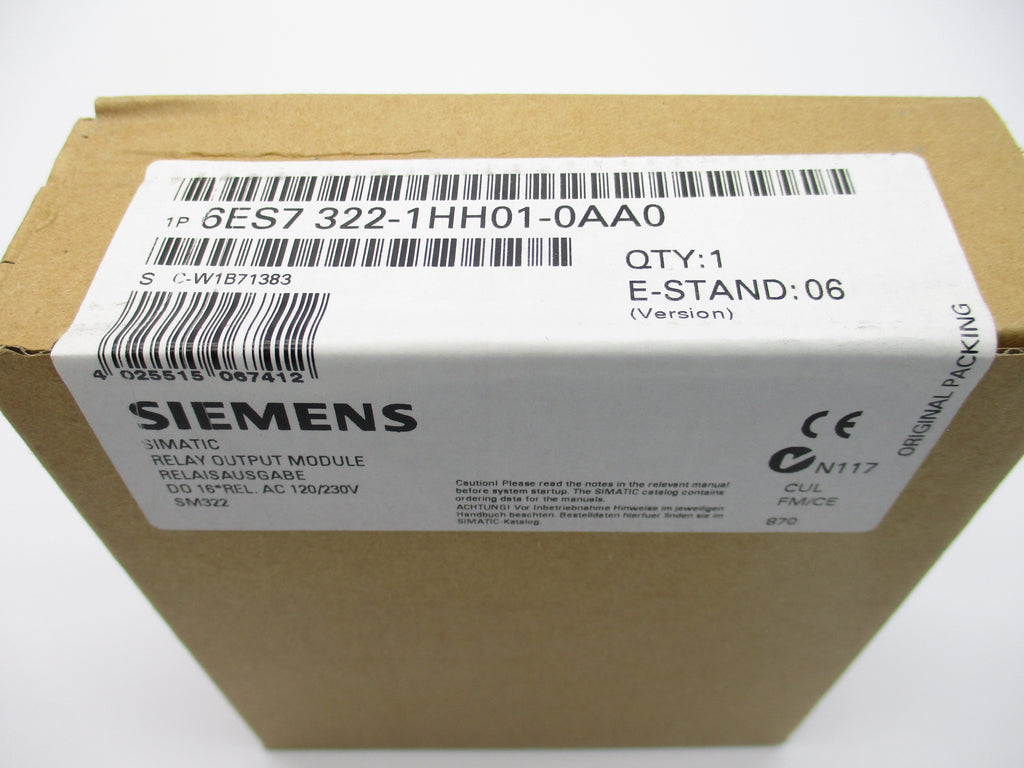 1P 6ES7 322-1HH01-0AA0
S C-W1B71383
QTY:1
E-STAND: 06
(Version)
4 025515 067412
SIEMENS
SIMATIC
RELAY OUTPUT MODULE
RELAISAUSGABE
DO 16*REL. AC 120/230V
SM322
Caution! Please read the notes in the relevant manual
before system startup. The SIMATIC catalog contains
ordering data for the manuals.
ACHTUNG! Vor Inbetriebnahme Hinweise im jeweiligen
Handbuch beachten. Bestelldaten hierfuer finden sie im
SIMATIC-Katalog.
CE
N117
CUL
FM/CE
870
ORIGINAL PACKING